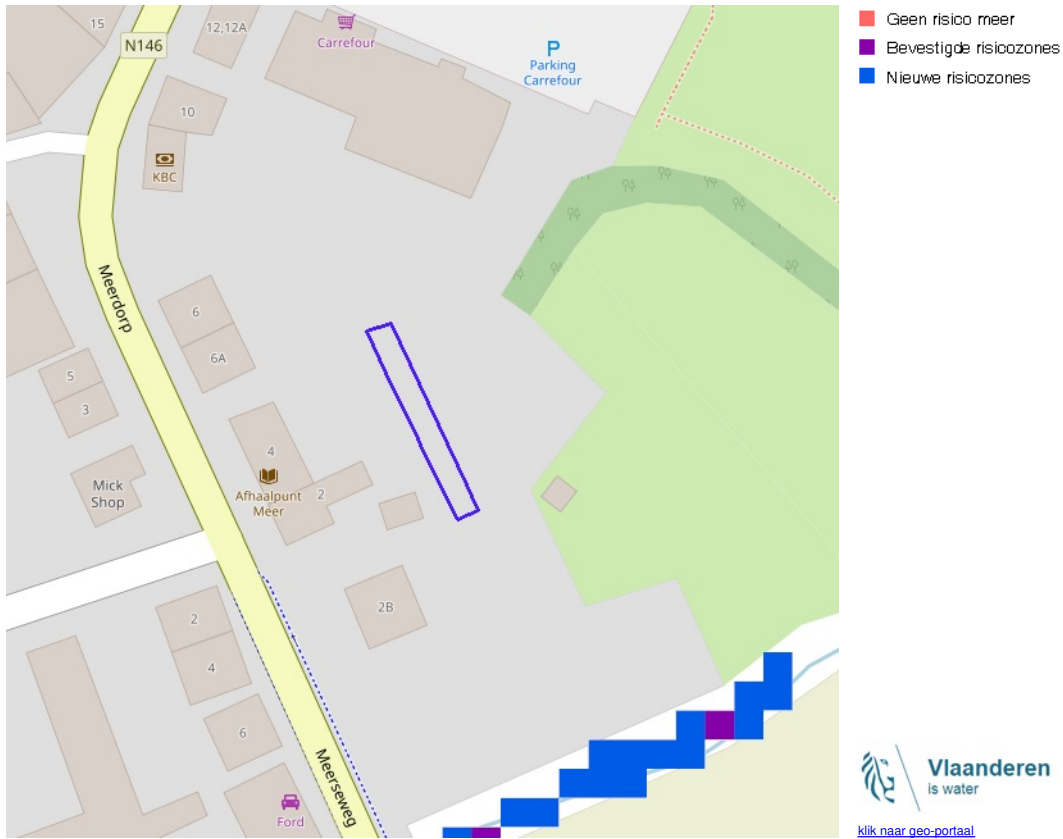 15
12,12A
N146
Carrefour
P
Parking
Carrefour
10
KBC
Meerdorp
6
6A
5
3
4
Mick
Shop
Afhaalpunt
Meer
2
2B
2
4
6
Meerseweg
Ford
Geen risico meer
Bevestigde risicozones
Nieuwe risicozones
Vlaanderen
is water
klik naar geo-portaal